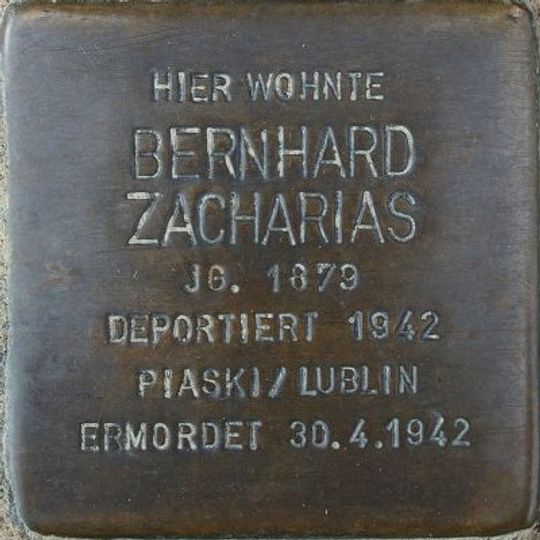 HIER WOHNTE
BERNHARD
ZACHARIAS
JG. 1879
DEPORTIERT 1942
PIASKI/LUBLIN
ERMORDET 30.4.1942